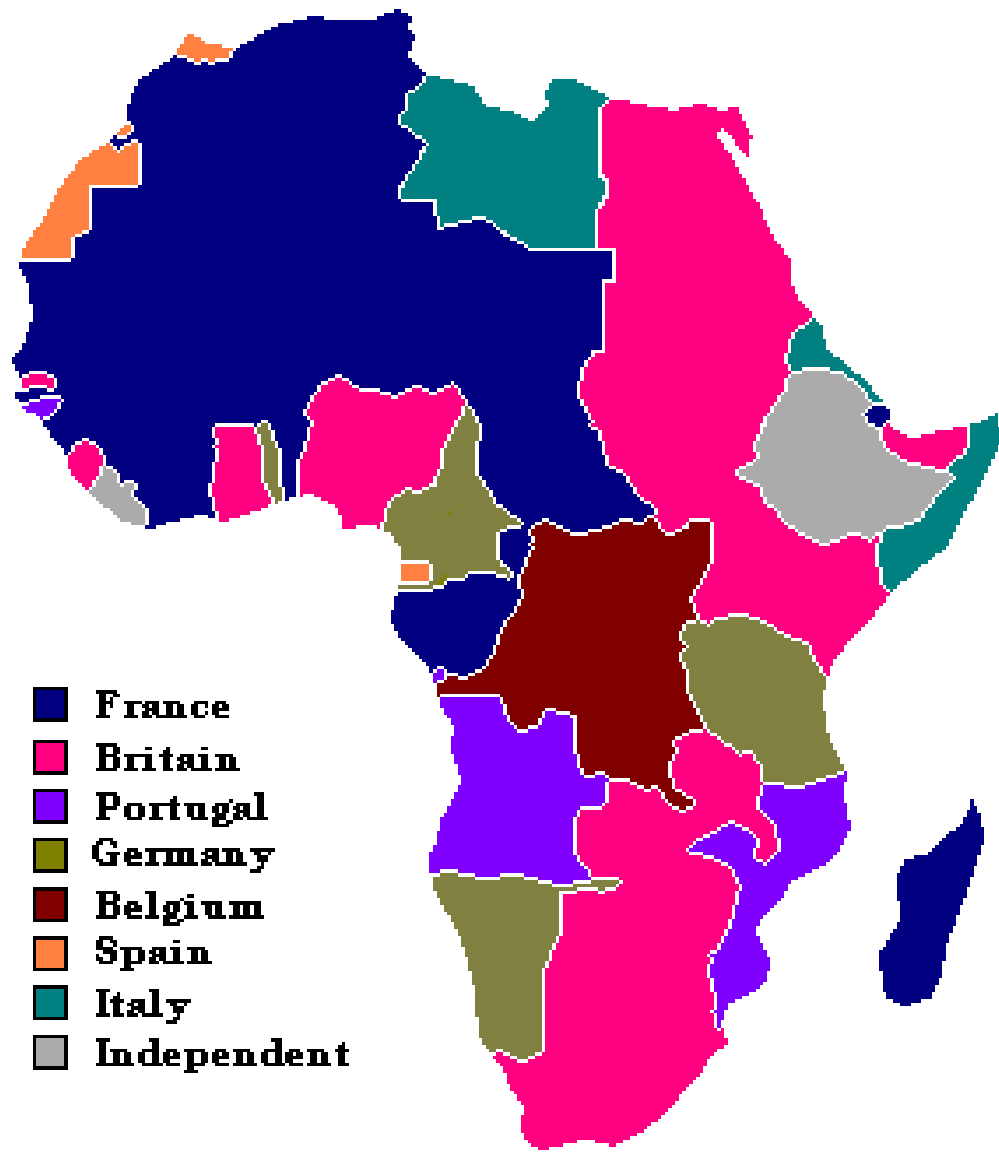 France
Britain
Portugal
Germany
Belgium
Spain
Italy
Independent